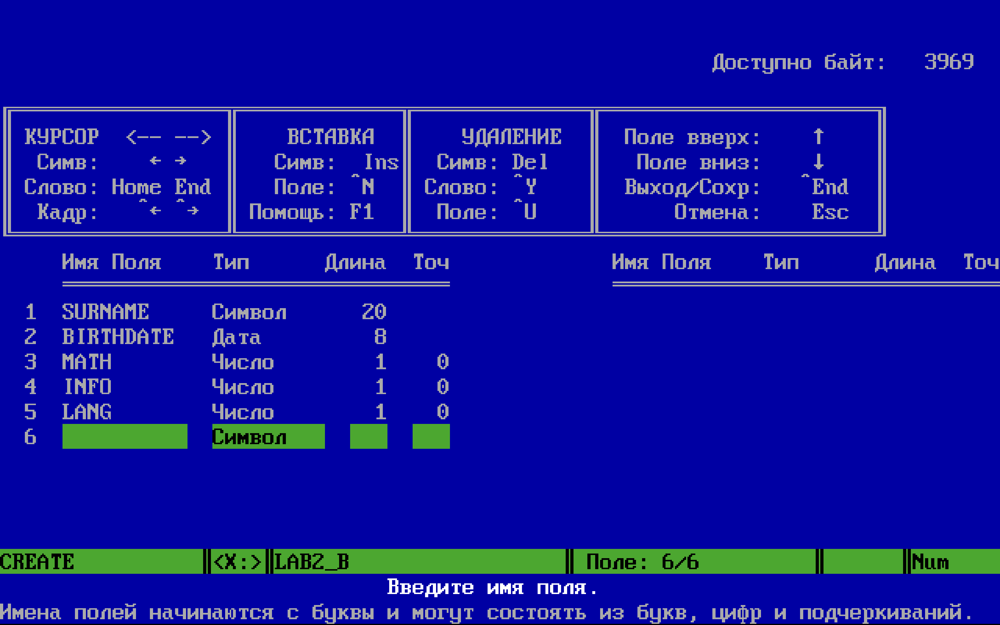 Доступно байт: 3969
КУРСОР <-- --> ВСТАВКА УДАЛЕНИЕ Поле вверх: ↑
Симв: ← → Симв: Ins Симв: Del Поле вниз: ↓
Слово: Home End Поле: ^N Слово: ^Y Выход/Сохр: ^End
Кадр: ^← ^→ Помощь: F1 Поле: ^U Отмена: Esc
Имя Поля Тип Длина Точ Имя Поля Тип Длина Точ
1 SURNAME Символ 20
2 BIRTHDATE Дата 8
3 MATH Число 1 0
4 INFO Число 1 0
5 LANG Число 1 0
6 Символ
CREATE <X:> LAB2_B Поле: 6/6 Num
Введите имя поля.
Имена полей начинаются с буквы и могут состоять из букв, цифр и подчеркиваний.